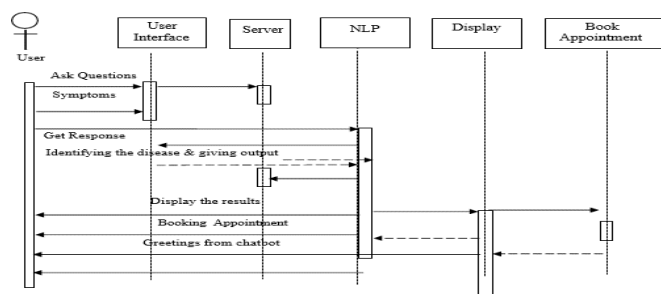 User
Interface
Server
NLP
Display
Book
Appointment
User
Ask Questions
Symptoms
Get Response
Identifying the disease & giving output
Display the results
Booking Appointment
Greetings from chatbot